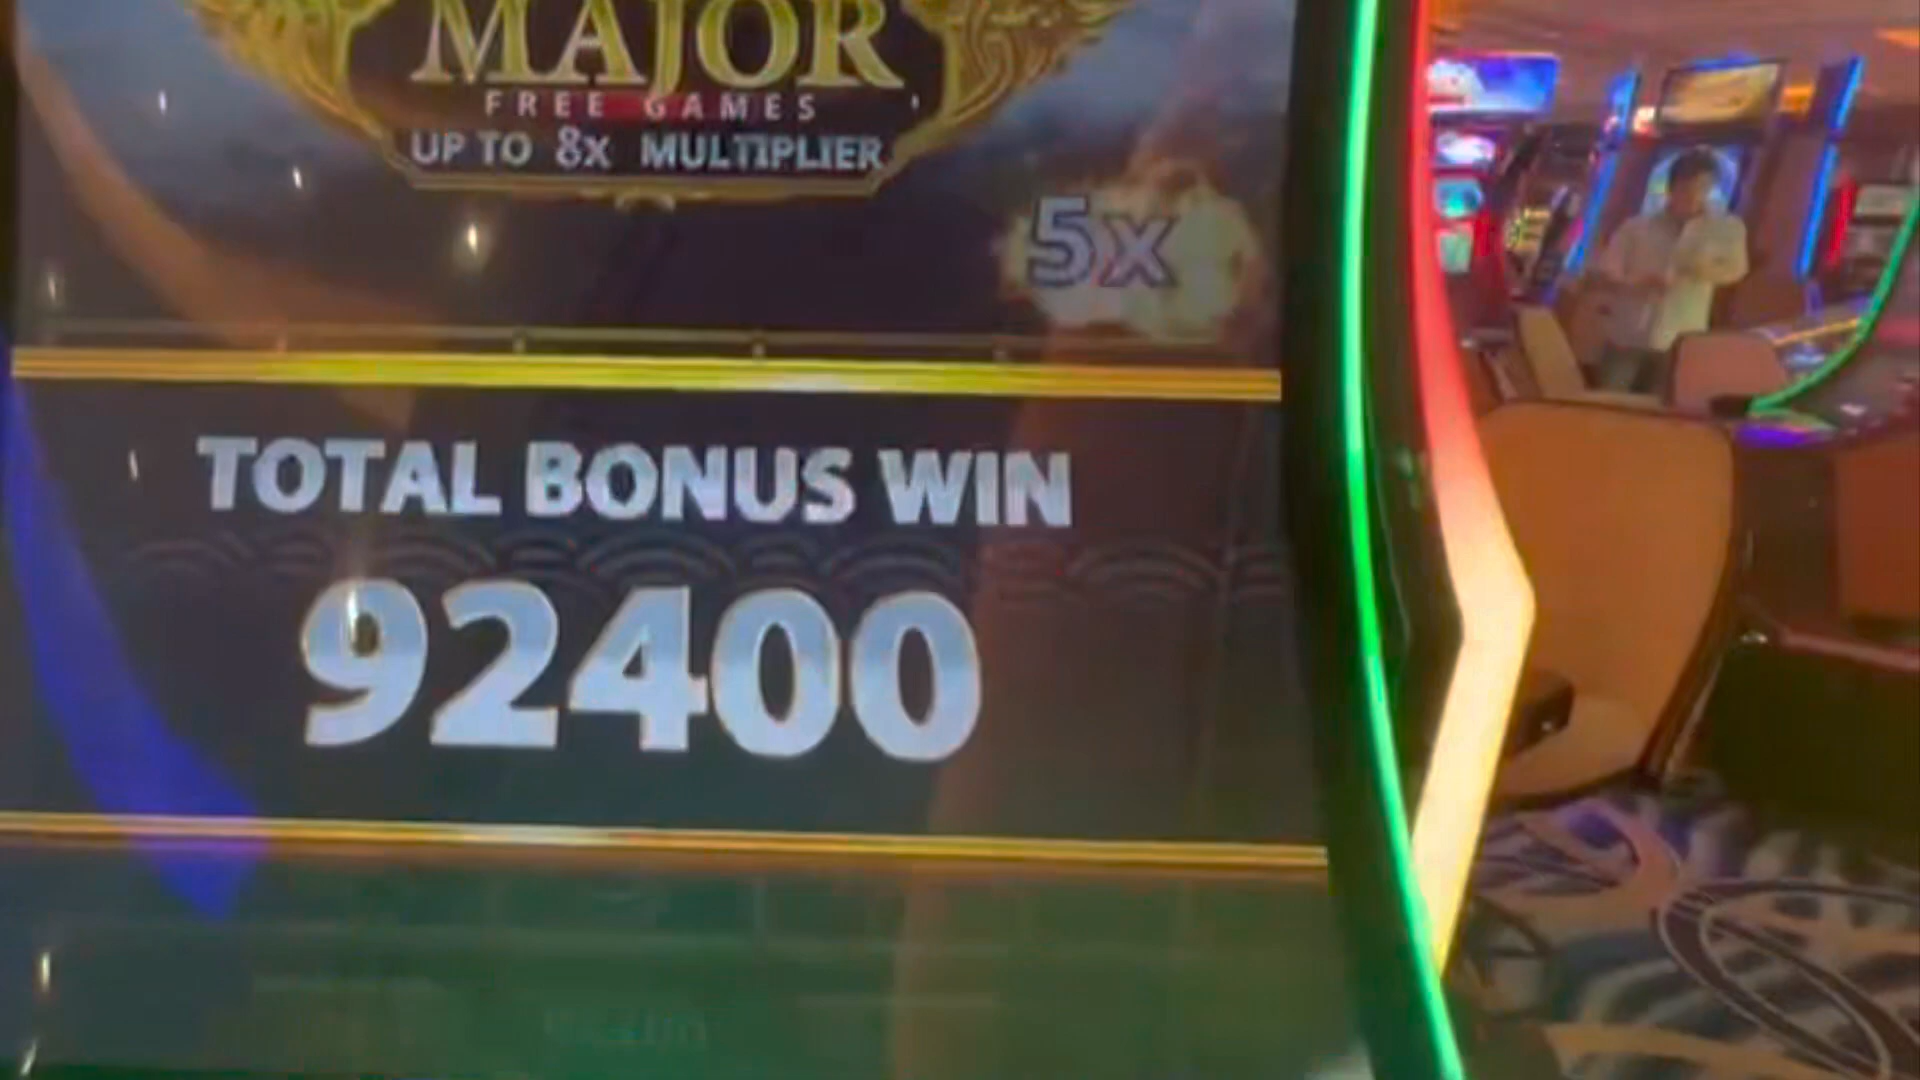 MAJOR
FREE GAMES
UP TO 8x MULTIPLIER
5x
TOTAL BONUS WIN
92400